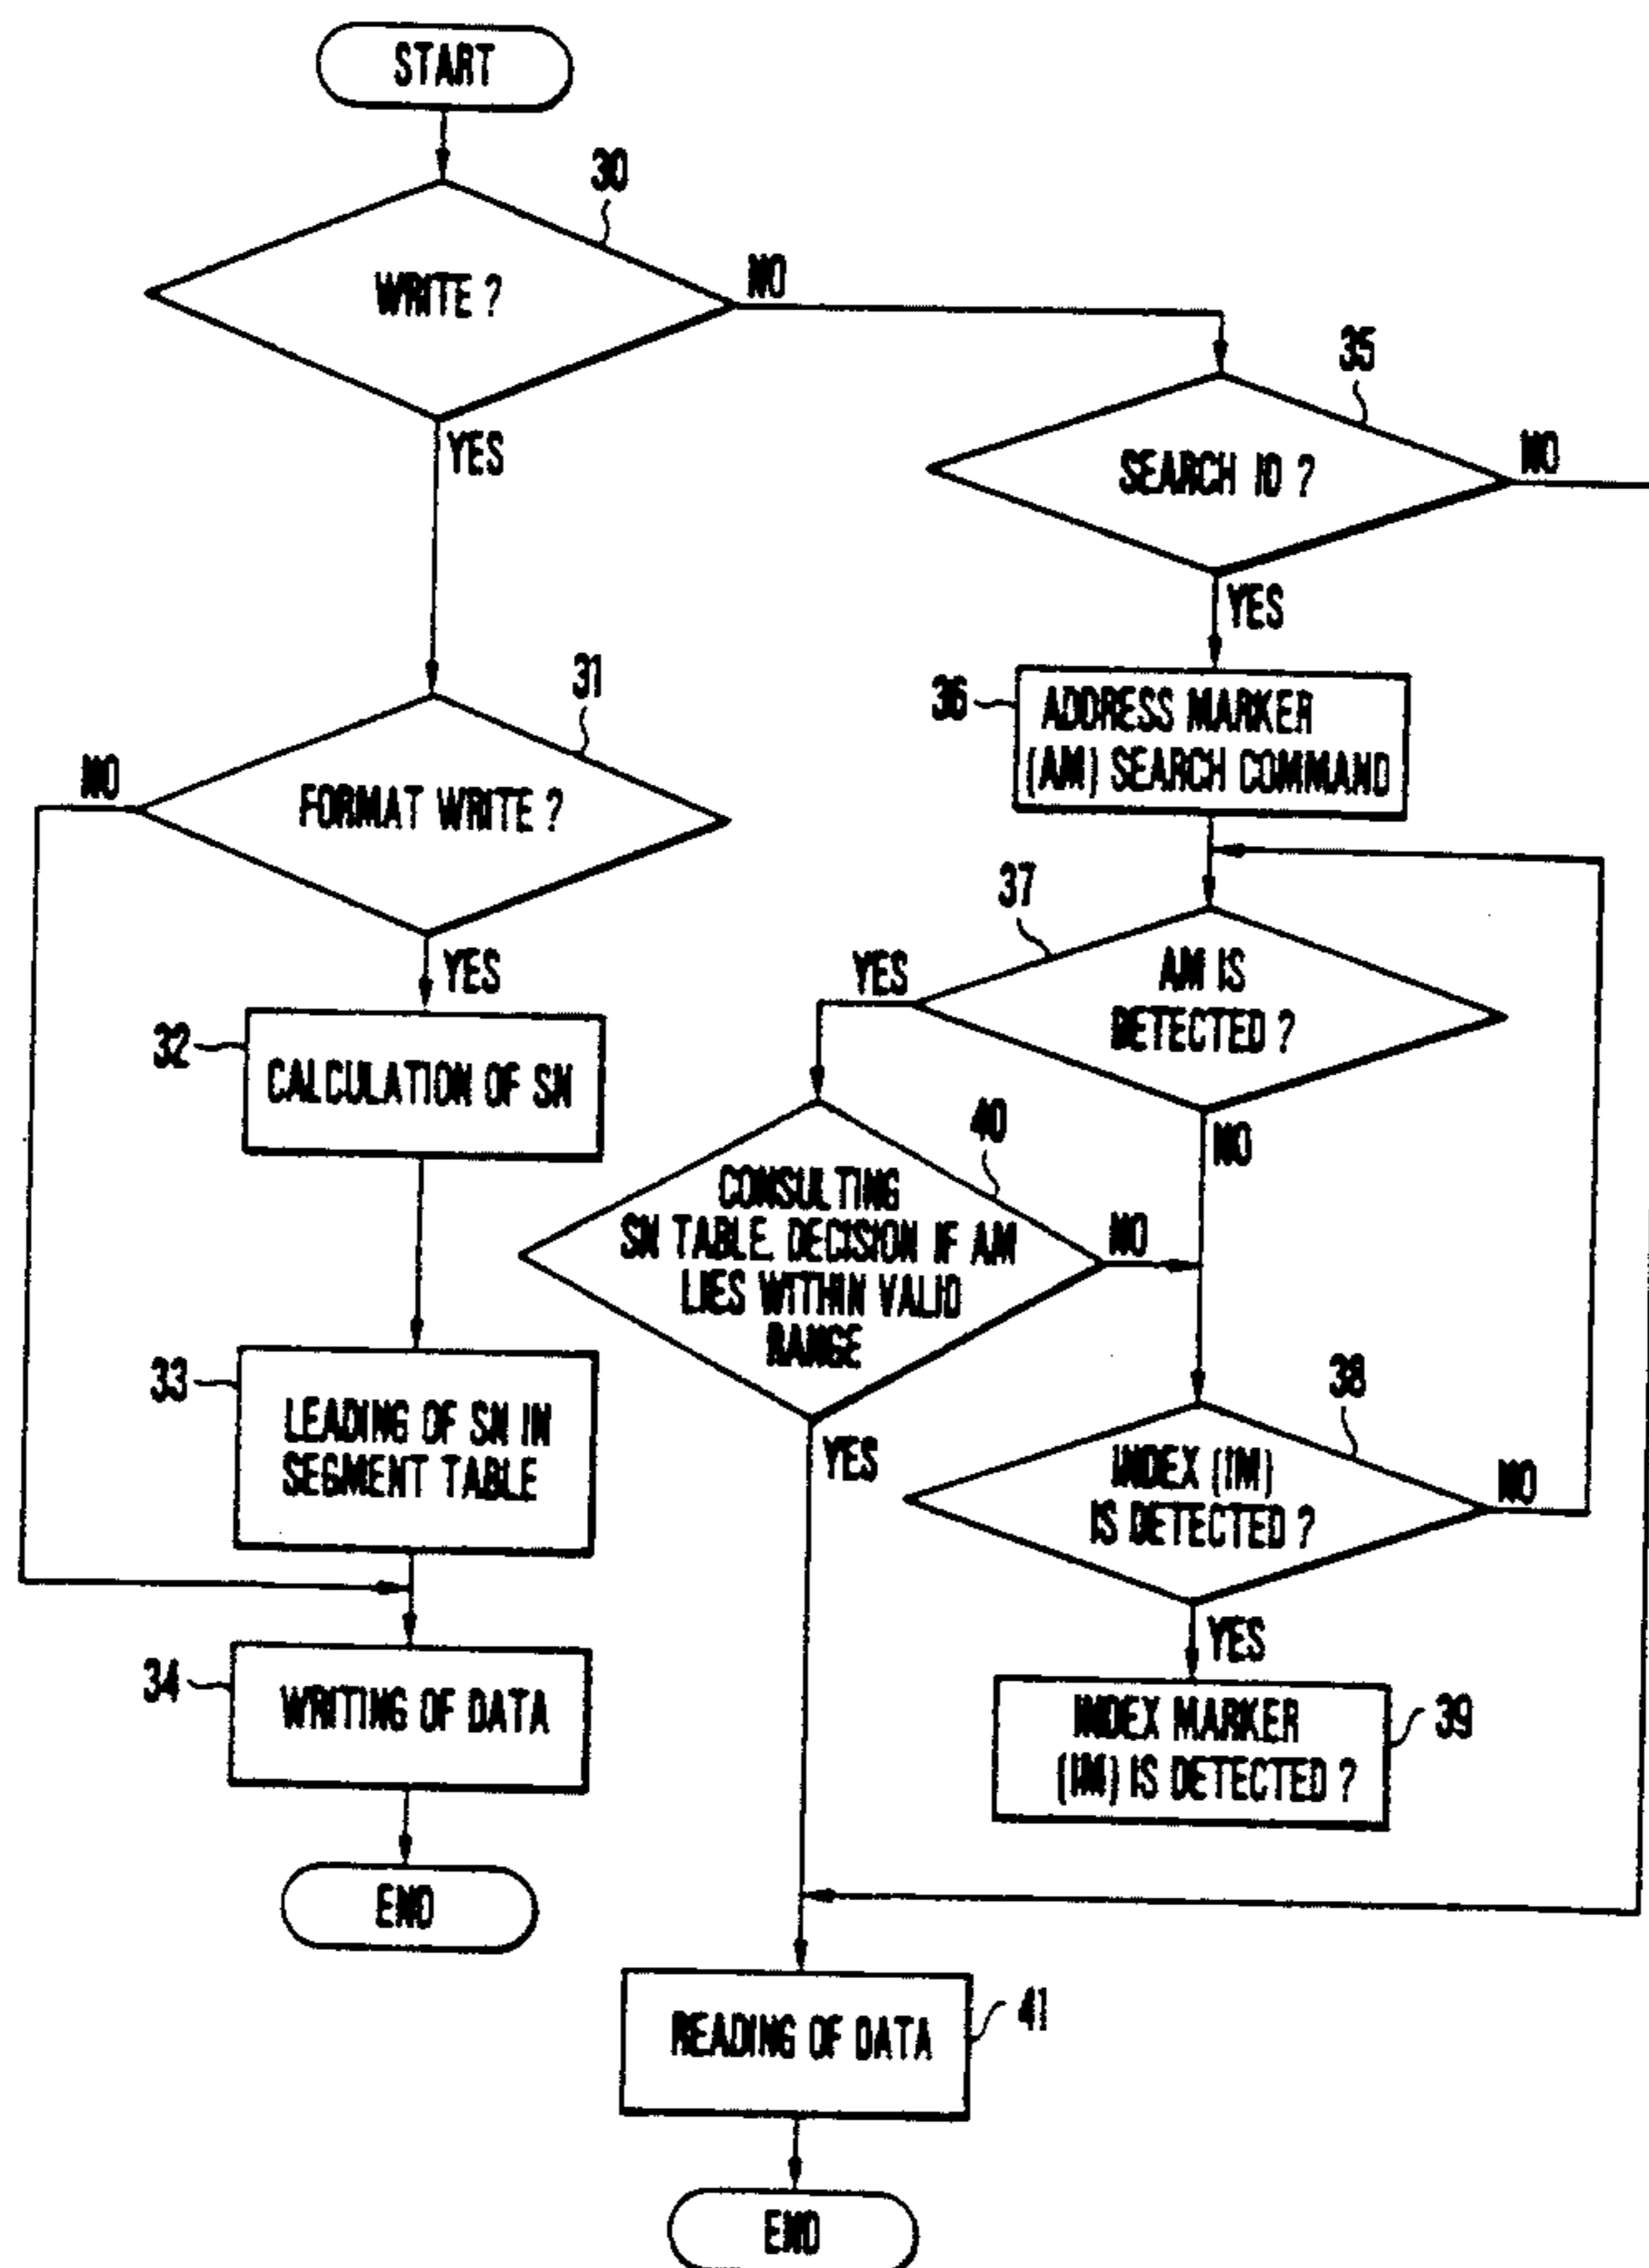 START
30
WRITE ?
NO
YES
35
SEARCH ID ?
NO
YES
31
FORMAT WRITE ?
NO
YES
36
ADDRESS MARKER
(AM) SEARCH COMMAND
37
AM IS
DETECTED ?
YES
NO
32
CALCULATION OF SN
40
CONSULTING
SN TABLE DECISION IF AM
LIES WITHIN VALID
RANGE
NO
YES
33
LEADING OF SN IN
SEGMENT TABLE
38
INDEX (IM)
IS DETECTED ?
NO
YES
34
WRITING OF DATA
39
INDEX MARKER
(IM) IS DETECTED ?
END
41
READING OF DATA
END